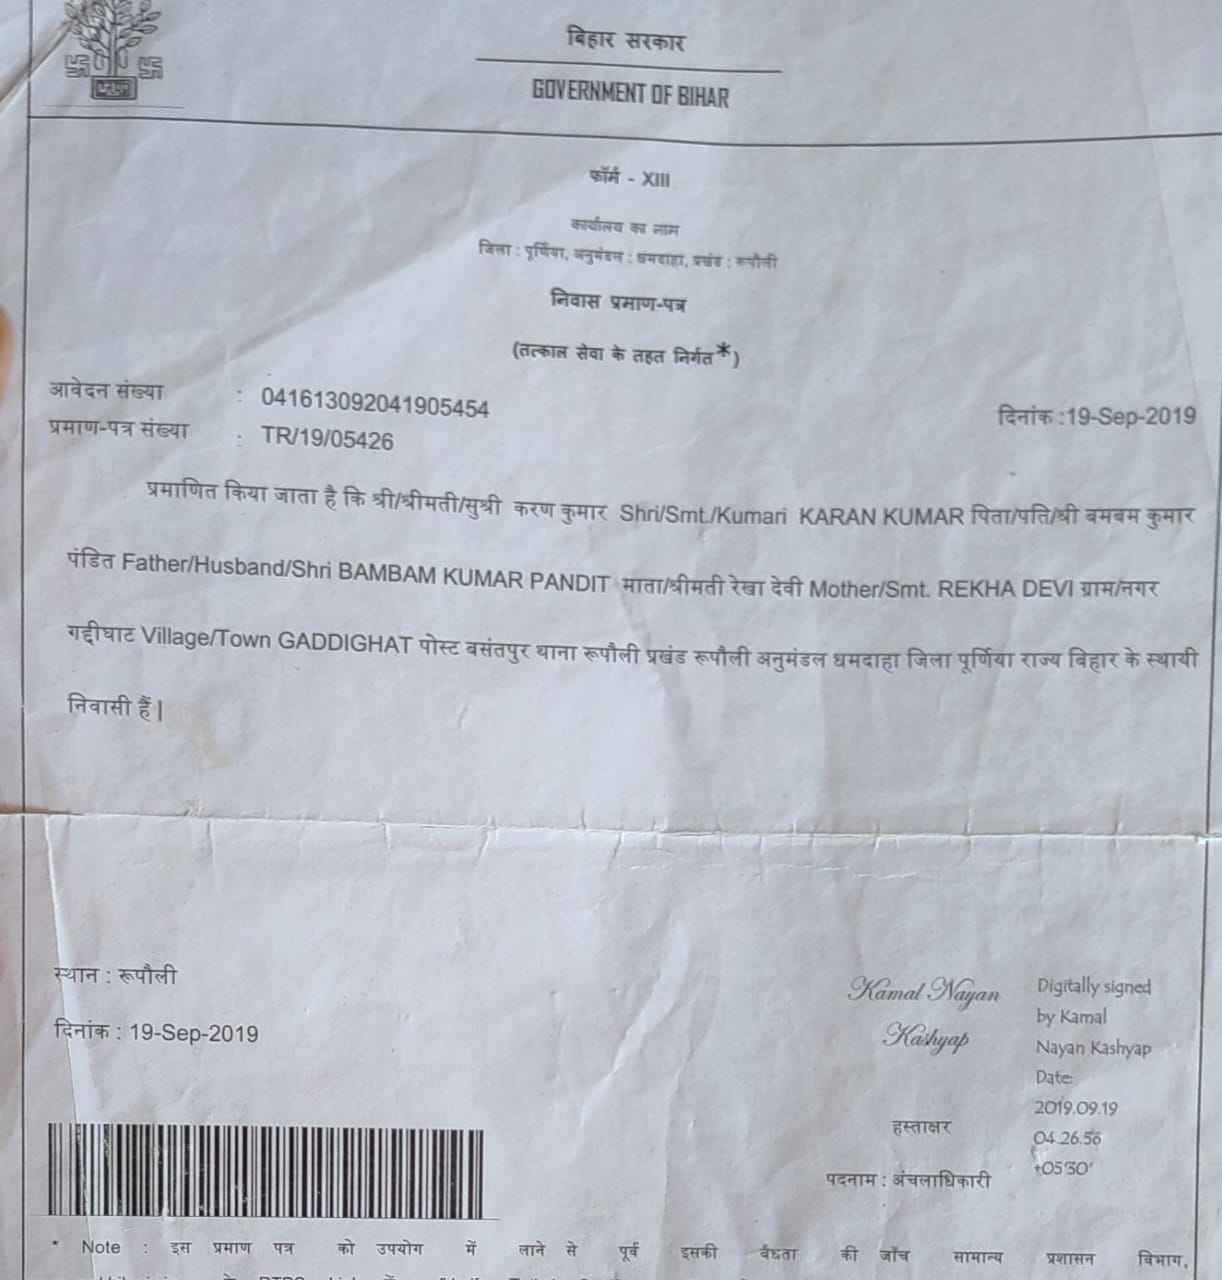 बिहार सरकार
GOVERNMENT OF BIHAR
फॉर्म - XIII
कार्यालय का नाम
जिला : पूर्णिया, अनुमंडल : धमदाहा, प्रखंड : रूपौली
निवास प्रमाण-पत्र
(तत्काल सेवा के तहत निर्गत*)
आवेदन संख्या : 041613092041905454
दिनांक :19-Sep-2019
प्रमाण-पत्र संख्या : TR/19/05426
प्रमाणित किया जाता है कि श्री/श्रीमती/सुश्री करण कुमार Shri/Smt./Kumari KARAN KUMAR पिता/पति/श्री बमबम कुमार
पंडित Father/Husband/Shri BAMBAM KUMAR PANDIT माता/श्रीमती रेखा देवी Mother/Smt. REKHA DEVI ग्राम/नगर
गद्दीघाट Village/Town GADDIGHAT पोस्ट बसंतपुर थाना रूपौली प्रखंड रूपौली अनुमंडल धमदाहा जिला पूर्णिया राज्य बिहार के स्थायी
निवासी हैं|
स्थान : रूपौली
दिनांक : 19-Sep-2019
Kamal Nayan
Kashyap
Digitally signed
by Kamal
Nayan Kashyap
Date:
2019.09.19
04.26.56
+05'30'
हस्ताक्षर
पदनाम : अंचलाधिकारी
* Note : इस प्रमाण पत्र को उपयोग में लाने से पूर्व इसकी वैधता की जाँच सामान्य प्रशासन विभाग,